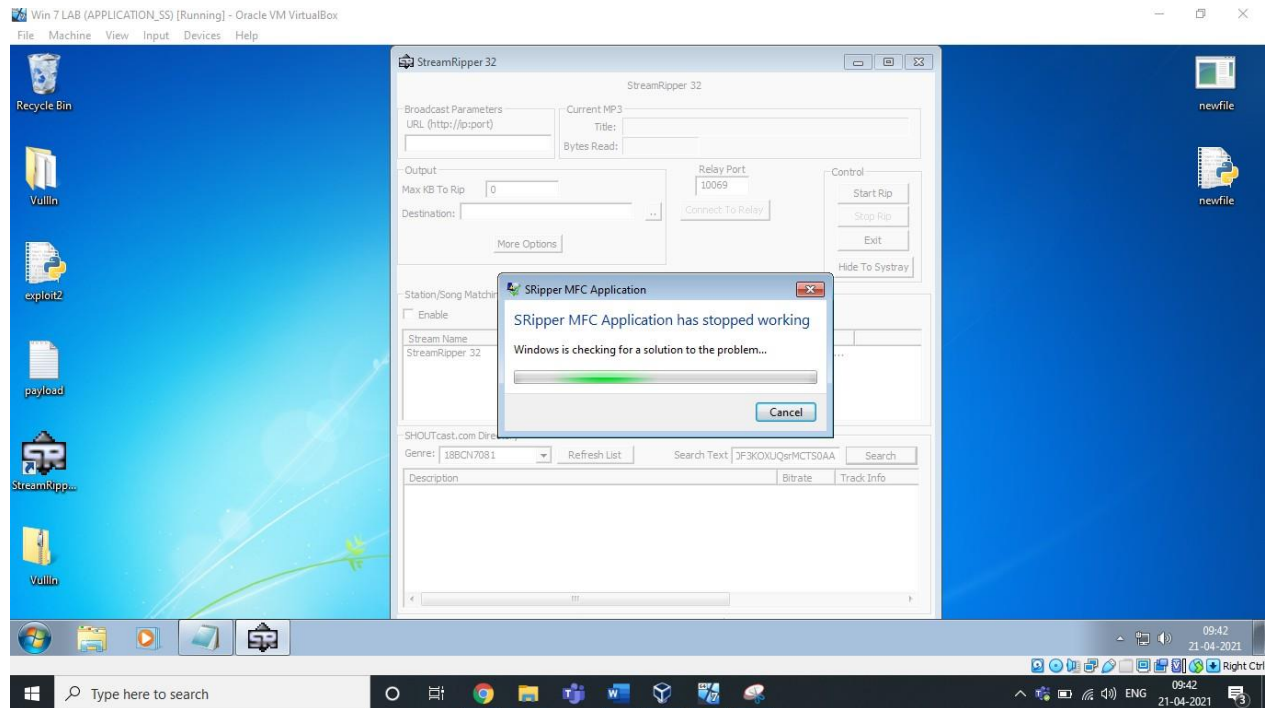 Win 7 LAB (APPLICATION_SS) [Running] - Oracle VM VirtualBox
File Machine View Input Devices Help
Recycle Bin
Vullln
exploit2
payload
StreamRipp...
Vullln
newfile
newfile
StreamRipper 32
StreamRipper 32
Broadcast Parameters
URL (http://ip:port)
Current MP3
Title:
Bytes Read:
Output
Max KB To Rip 0
Destination:
..
More Options
Relay Port
10069
Connect To Relay
Control
Start Rip
Stop Rip
Exit
Hide To Systray
Station/Song Matchin
Enable
Stream Name
StreamRipper 32
...
SRipper MFC Application
SRipper MFC Application has stopped working
Windows is checking for a solution to the problem...
Cancel
SHOUTcast.com Dire
Genre: 18BCN7081
Refresh List
Search Text JF3KOXUQsrMCTS0AA
Search
Description Bitrate Track Info
09:42
21-04-2021
Right Ctrl
Type here to search
ENG
09:42
21-04-2021
3